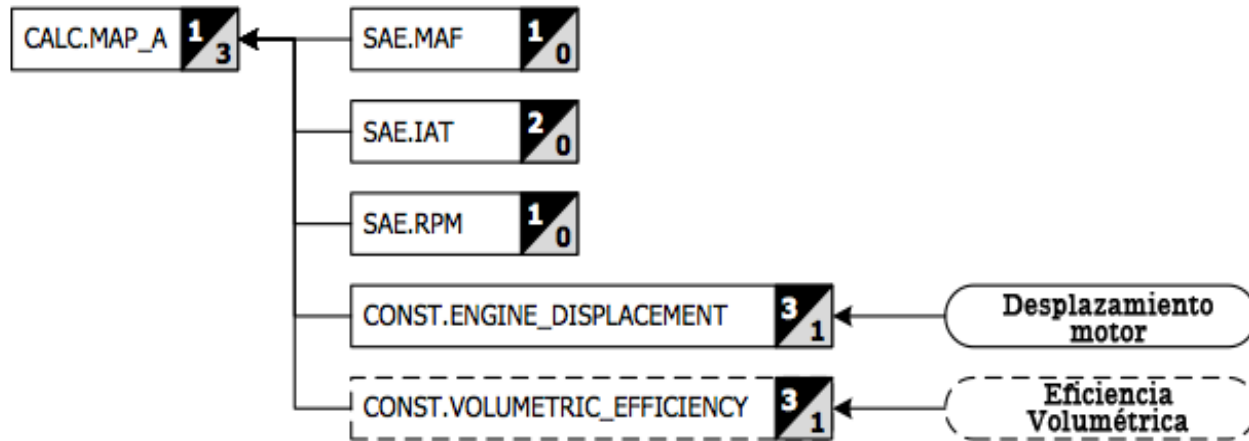 CALC.MAP_A 1/3
SAE.MAF 1/0
SAE.IAT 2/0
SAE.RPM 1/0
CONST.ENGINE_DISPLACEMENT 3/1
Desplazamiento
motor
CONST.VOLUMETRIC_EFFICIENCY 3/1
Eficiencia
Volumétrica